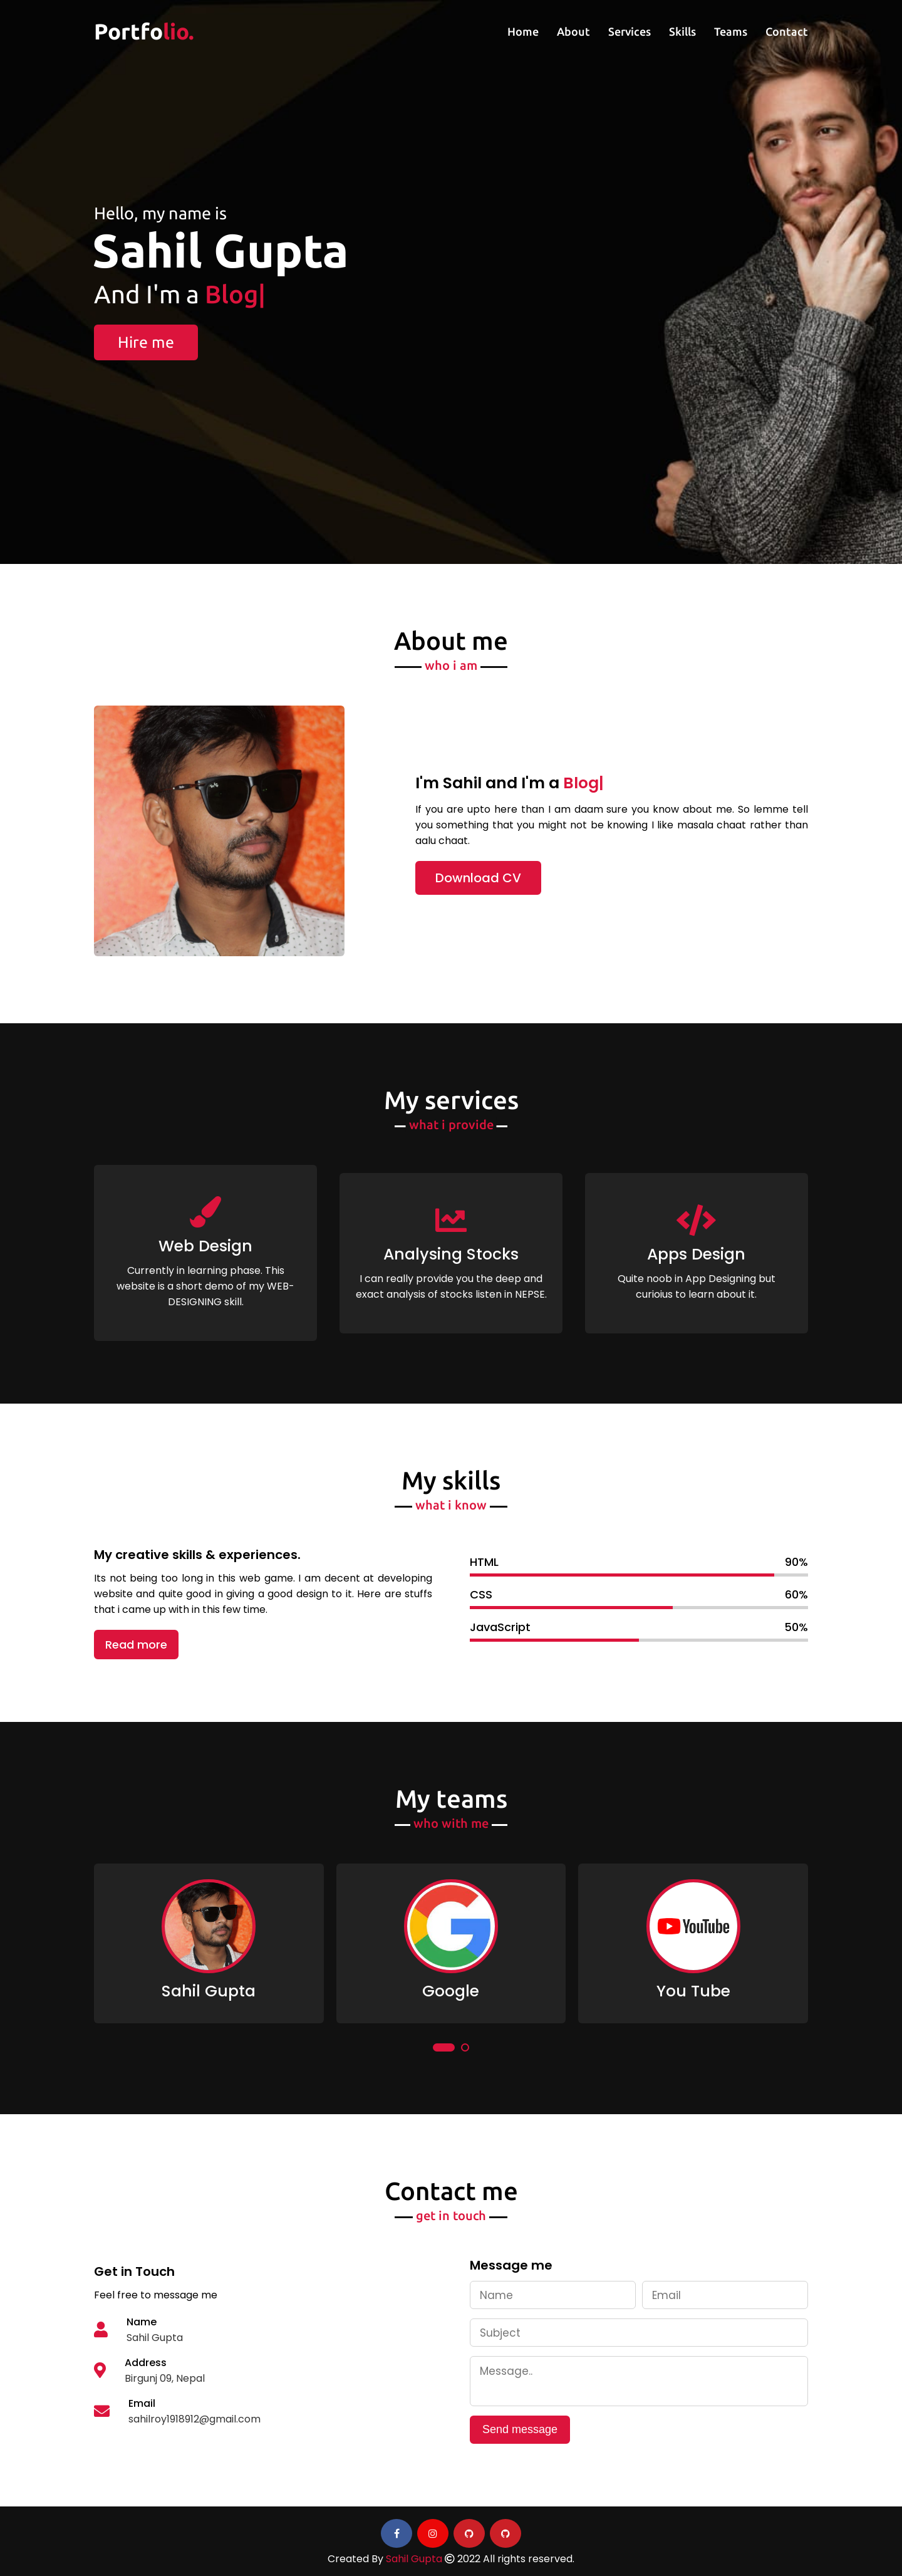 Portfolio.
Home About Services Skills Teams Contact
Hello, my name is
Sahil Gupta
And I'm a Blog|
Hire me
About me
who i am
I'm Sahil and I'm a Blog|
If you are upto here than I am daam sure you know about me. So lemme tell
you something that you might not be knowing I like masala chaat rather than
aalu chaat.
Download CV
My services
what i provide
Web Design
Currently in learning phase. This
website is a short demo of my WEB-
DESIGNING skill.
Analysing Stocks
I can really provide you the deep and
exact analysis of stocks listen in NEPSE.
Apps Design
Quite noob in App Designing but
curioius to learn about it.
My skills
what i know
My creative skills & experiences.
Its not being too long in this web game. I am decent at developing
website and quite good in giving a good design to it. Here are stuffs
that i came up with in this few time.
Read more
HTML 90%
CSS 60%
JavaScript 50%
My teams
who with me
Sahil Gupta
Google
YouTube
You Tube
Contact me
get in touch
Get in Touch
Feel free to message me
Name
Sahil Gupta
Address
Birgunj 09, Nepal
Email
sahilroy1918912@gmail.com
Message me
Name
Email
Subject
Message..
Send message
Created By Sahil Gupta © 2022 All rights reserved.